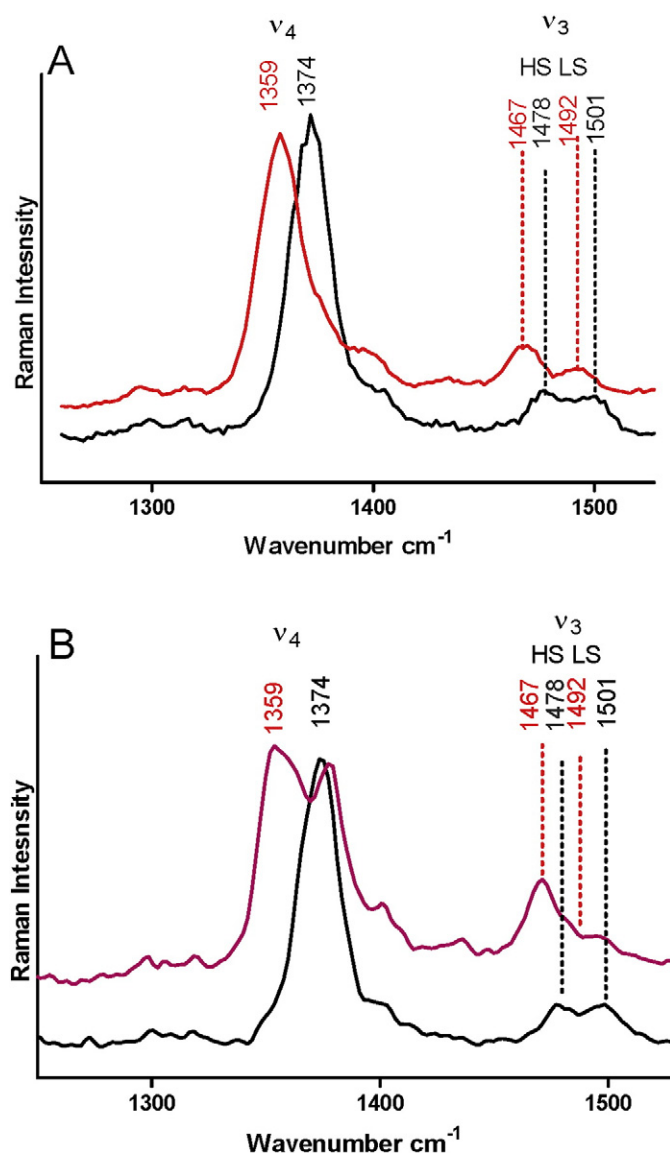 A
ν4
ν3
HS LS
1359
1374
1467
1478
1492
1501
Raman Intesnsity
1300
1400
1500
Wavenumber cm-1
B
ν4
ν3
HS LS
1359
1374
1467
1478
1492
1501
Raman Intesnsity
1300
1400
1500
Wavenumber cm-1